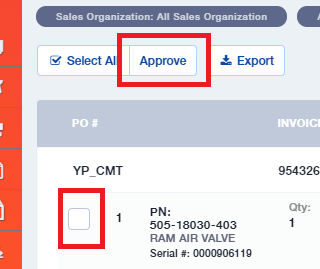 Sales Organization: All Sales Organization
Select All Approve Export
PO # INVOICE
YP_CMT 954326
1 PN: Qty:
505-18030-403 1
RAM AIR VALVE
Serial #: 0000906119